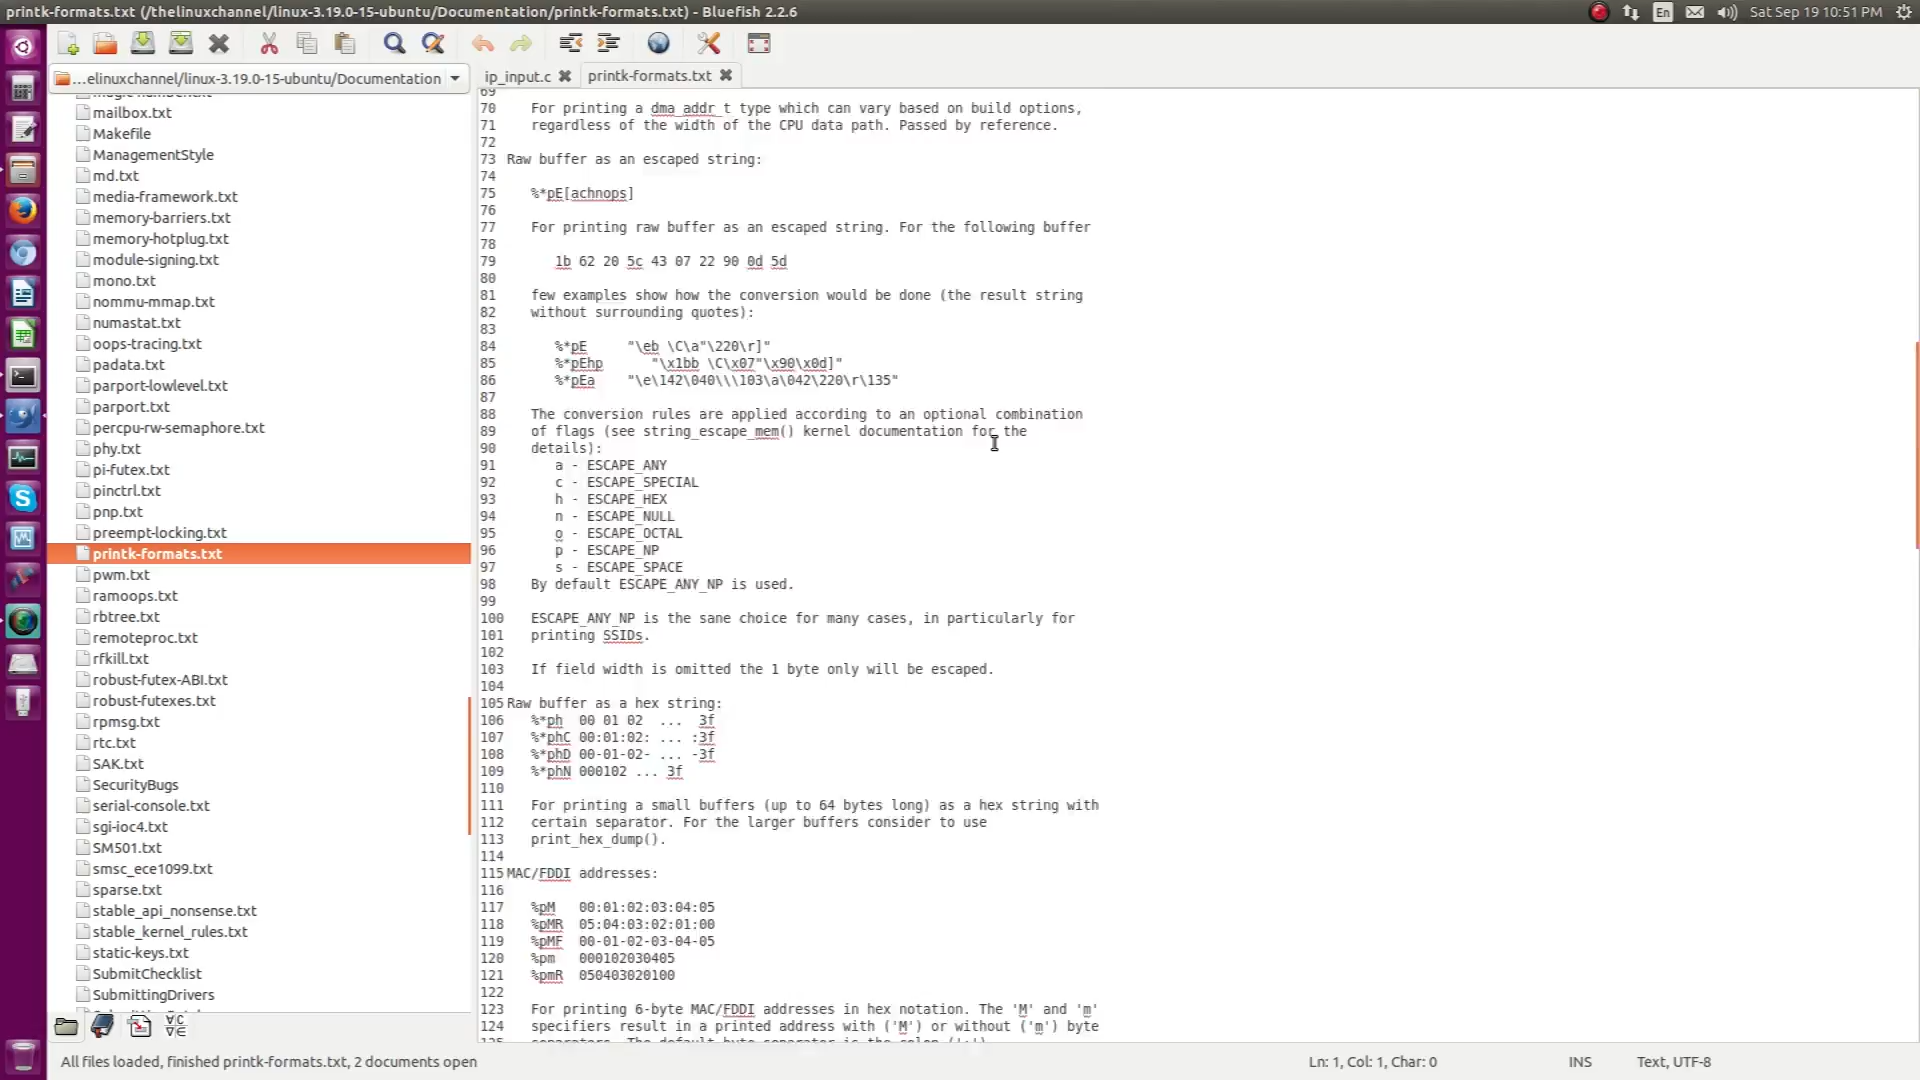 printk-formats.txt (/thelinuxchannel/linux-3.19.0-15-ubuntu/Documentation/printk-formats.txt) - Bluefish 2.2.6
En
Sat Sep 19 10:51 PM
...elinuxchannel/linux-3.19.0-15-ubuntu/Documentation
ip_input.c
printk-formats.txt
mailbox.txt
Makefile
ManagementStyle
md.txt
media-framework.txt
memory-barriers.txt
memory-hotplug.txt
module-signing.txt
mono.txt
nommu-mmap.txt
numastat.txt
oops-tracing.txt
padata.txt
parport-lowlevel.txt
parport.txt
percpu-rw-semaphore.txt
phy.txt
pi-futex.txt
pinctrl.txt
pnp.txt
preempt-locking.txt
printk-formats.txt
pwm.txt
ramoops.txt
rbtree.txt
remoteproc.txt
rfkill.txt
robust-futex-ABI.txt
robust-futexes.txt
rpmsg.txt
rtc.txt
SAK.txt
SecurityBugs
serial-console.txt
sgi-ioc4.txt
SM501.txt
smsc_ece1099.txt
sparse.txt
stable_api_nonsense.txt
stable_kernel_rules.txt
static-keys.txt
SubmitChecklist
SubmittingDrivers
69
70 For printing a dma_addr_t type which can vary based on build options,
71 regardless of the width of the CPU data path. Passed by reference.
72
73 Raw buffer as an escaped string:
74
75 %*pE[achnops]
76
77 For printing raw buffer as an escaped string. For the following buffer
78
79 1b 62 20 5c 43 07 22 90 0d 5d
80
81 few examples show how the conversion would be done (the result string
82 without surrounding quotes):
83
84 %*pE "\eb \C\a"\220\r]"
85 %*pEhp "\x1bb \C\x07"\x90\x0d]"
86 %*pEa "\e\142\040\\\103\a\042\220\r\135"
87
88 The conversion rules are applied according to an optional combination
89 of flags (see string_escape_mem() kernel documentation for the
90 details):
91 a - ESCAPE_ANY
92 c - ESCAPE_SPECIAL
93 h - ESCAPE_HEX
94 n - ESCAPE_NULL
95 o - ESCAPE_OCTAL
96 p - ESCAPE_NP
97 s - ESCAPE_SPACE
98 By default ESCAPE_ANY_NP is used.
99
100 ESCAPE_ANY_NP is the sane choice for many cases, in particularly for
101 printing SSIDs.
102
103 If field width is omitted the 1 byte only will be escaped.
104
105 Raw buffer as a hex string:
106 %*ph 00 01 02 ... 3f
107 %*phC 00:01:02: ... :3f
108 %*phD 00-01-02- ... -3f
109 %*phN 000102 ... 3f
110
111 For printing a small buffers (up to 64 bytes long) as a hex string with
112 certain separator. For the larger buffers consider to use
113 print_hex_dump().
114
115 MAC/FDDI addresses:
116
117 %pM 00:01:02:03:04:05
118 %pMR 05:04:03:02:01:00
119 %pMF 00-01-02-03-04-05
120 %pm 000102030405
121 %pmR 050403020100
122
123 For printing 6-byte MAC/FDDI addresses in hex notation. The 'M' and 'm'
124 specifiers result in a printed address with ('M') or without ('m') byte
All files loaded, finished printk-formats.txt, 2 documents open
Ln: 1, Col: 1, Char: 0
INS
Text, UTF-8